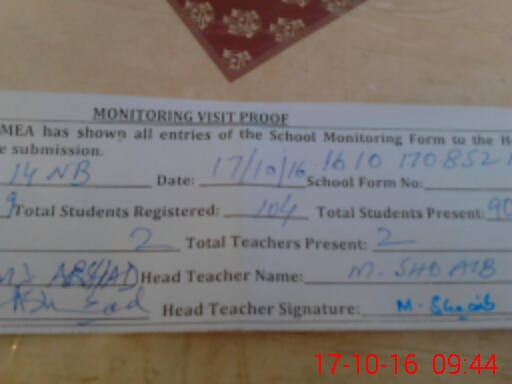 MONITORING VISIT PROOF
MEA has shown all entries of the School Monitoring Form to the
submission.
14 NB Date: 17/10/16 School Form No: 1610 170852
Total Students Registered: 104 Total Students Present: 90
2 Total Teachers Present: 2
ARSHAD Head Teacher Name: M. SHOAIB
Head Teacher Signature: M. Shoaib
17-10-16 09:44